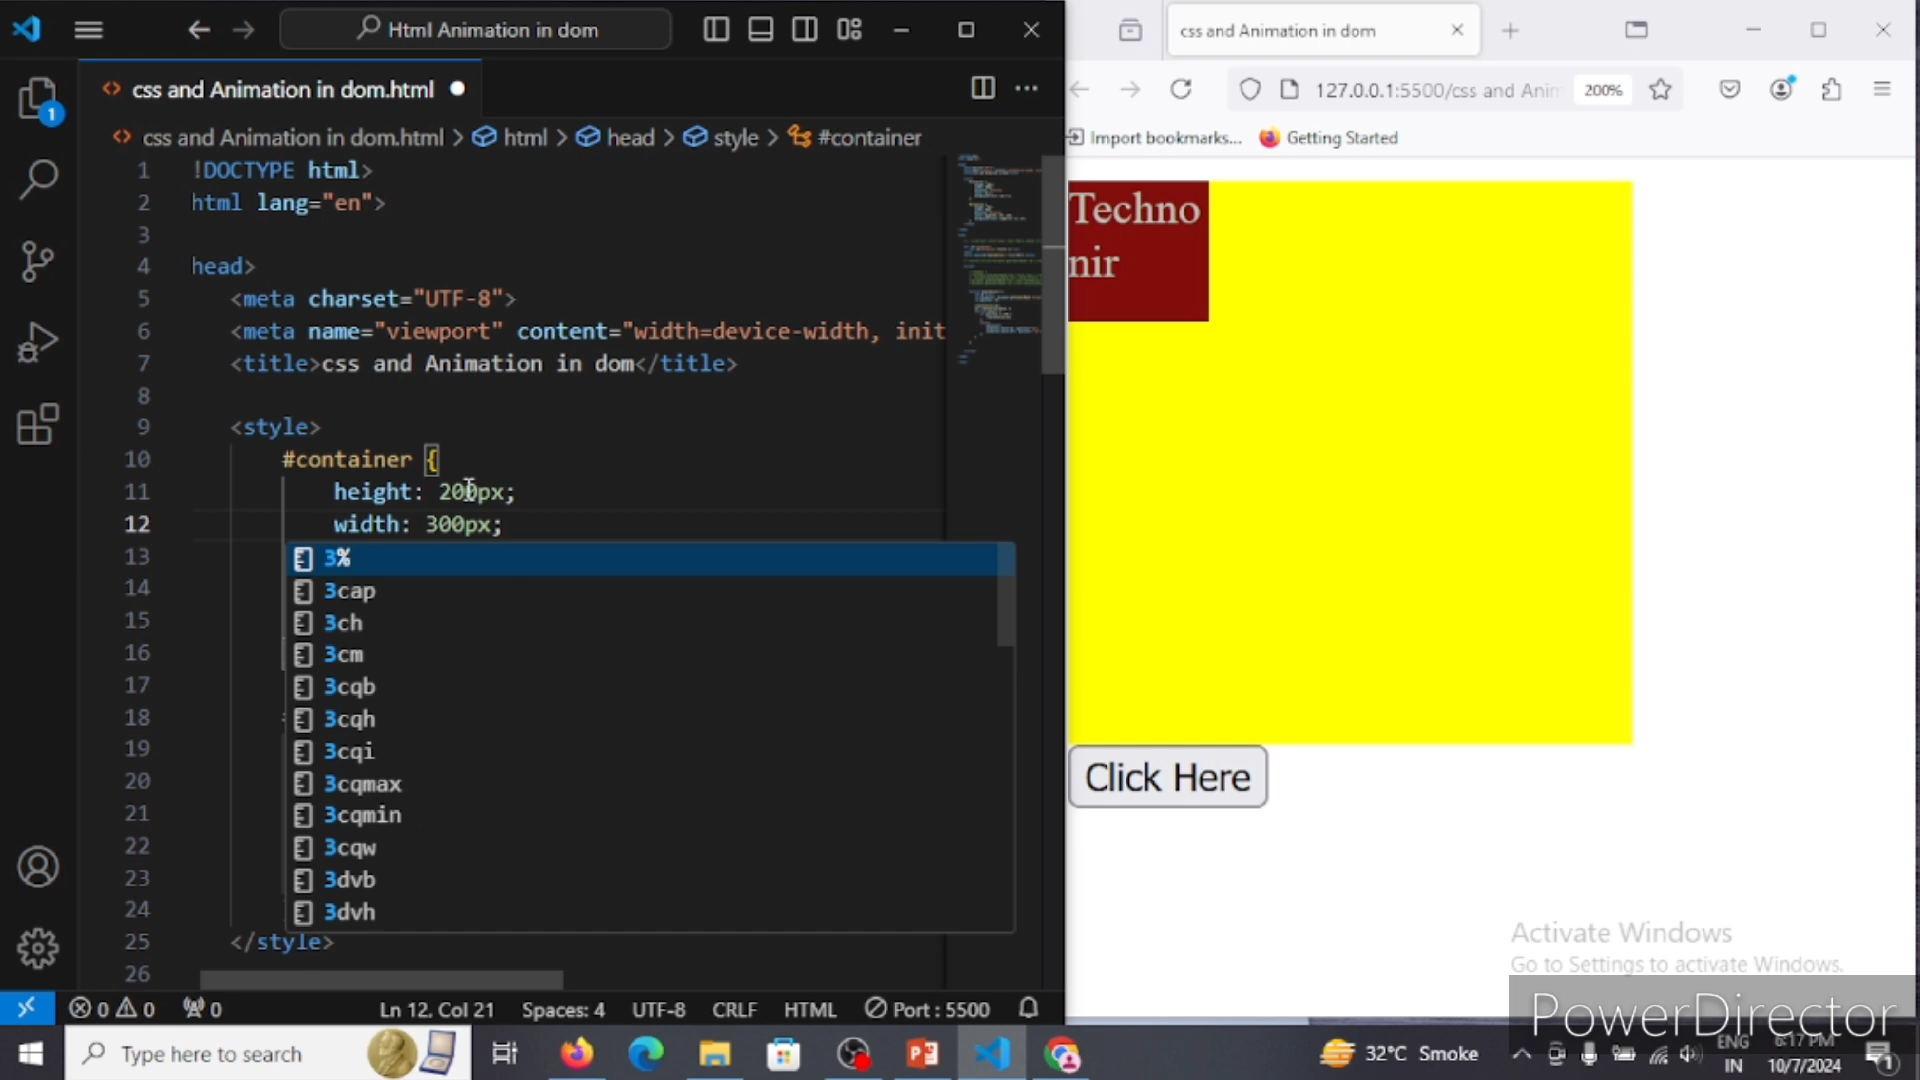 Html Animation in dom
css and Animation in dom.html
css and Animation in dom.html > html > head > style > #container
1 !DOCTYPE html>
2 html lang="en">
3
4 head>
5 <meta charset="UTF-8">
6 <meta name="viewport" content="width=device-width, init
7 <title>css and Animation in dom</title>
8
9 <style>
10 #container {
11 height: 200px;
12 width: 300px;
13
14
15
16
17
18
19
20
21
22
23
24
25 </style>
26
3%
3cap
3ch
3cm
3cqb
3cqh
3cqi
3cqmax
3cqmin
3cqw
3dvb
3dvh
1
0 0 0 Ln 12, Col 21 Spaces: 4 UTF-8 CRLF HTML Port : 5500
css and Animation in dom
127.0.0.1:5500/css and Anim 200%
Import bookmarks... Getting Started
Techno
nir
Click Here
Activate Windows
Go to Settings to activate Windows.
PowerDirector
Type here to search
32°C Smoke
ENG
IN
6:17 PM
10/7/2024
1